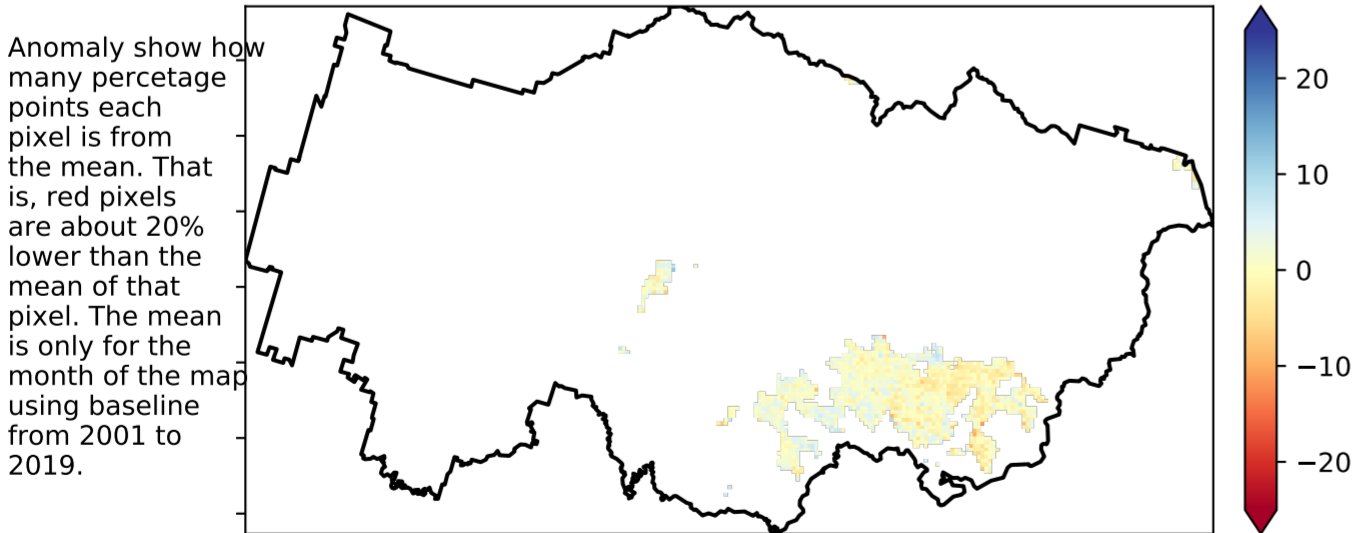 Anomaly show how
many percetage
points each
pixel is from
the mean. That
is, red pixels
are about 20%
lower than the
mean of that
pixel. The mean
is only for the
month of the map
using baseline
from 2001 to
2019.
20
10
0
−10
−20